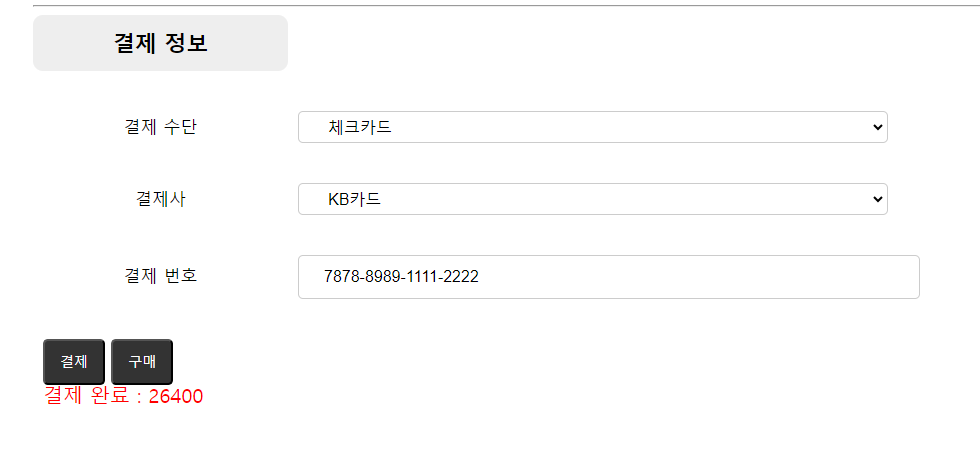 결제 정보
결제 수단 체크카드
결제사 KB카드
결제 번호 7878-8989-1111-2222
결제 구매
결제 완료 : 26400